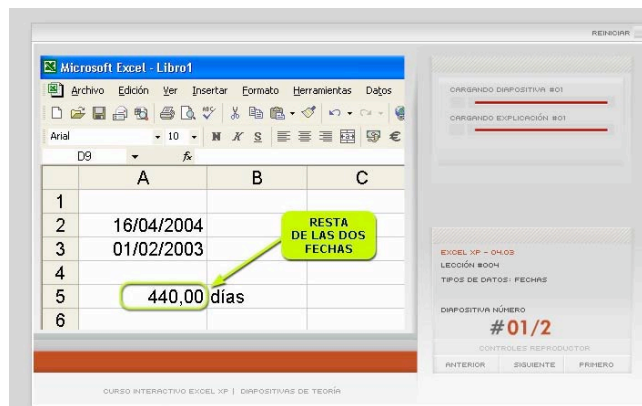 REINICIAR
Microsoft Excel - Libro1
Archivo Edición Ver Insertar Formato Herramientas Datos
Arial 10 N K S €
D9 fx
A B C
1
2 16/04/2004
3 01/02/2003
4
5 440,00 días
6
RESTA
DE LAS DOS
FECHAS
CARGANDO DIAPOSITIVA #01
CARGANDO EXPLICACIÓN #01
EXCEL XP - 04.03
LECCIÓN #004
TIPOS DE DATOS: FECHAS
DIAPOSITIVA NÚMERO
#01/2
CONTROLES REPRODUCTOR
ANTERIOR SIGUIENTE PRIMERO
CURSO INTERACTIVO EXCEL XP | DIAPOSITIVAS DE TEORÍA